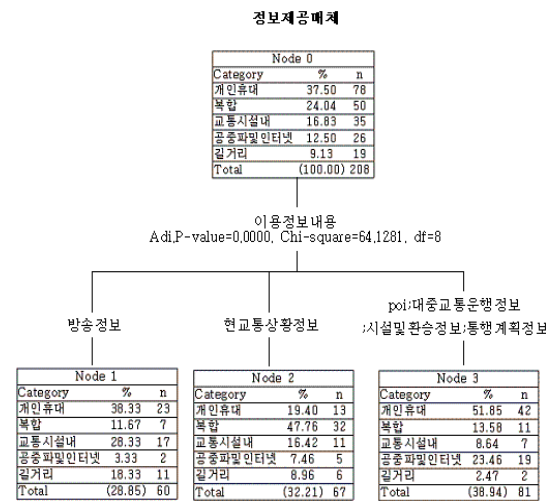 정보제공매체
Node 0
Category % n
개인휴대 37.50 78
복합 24.04 50
교통시설내 16.83 35
공중파및인터넷 12.50 26
길거리 9.13 19
Total (100.00) 208
이용정보내용
Adj.P-value=0.0000, Chi-square=64.1281, df=8
방송정보
현교통상황정보
poi;대중교통운행정보
;시설및환승정보;통행계획정보
Node 1
Category % n
개인휴대 38.33 23
복합 11.67 7
교통시설내 28.33 17
공중파및인터넷 3.33 2
길거리 18.33 11
Total (28.85) 60
Node 2
Category % n
개인휴대 19.40 13
복합 47.76 32
교통시설내 16.42 11
공중파및인터넷 7.46 5
길거리 8.96 6
Total (32.21) 67
Node 3
Category % n
개인휴대 51.85 42
복합 13.58 11
교통시설내 8.64 7
공중파및인터넷 23.46 19
길거리 2.47 2
Total (38.94) 81